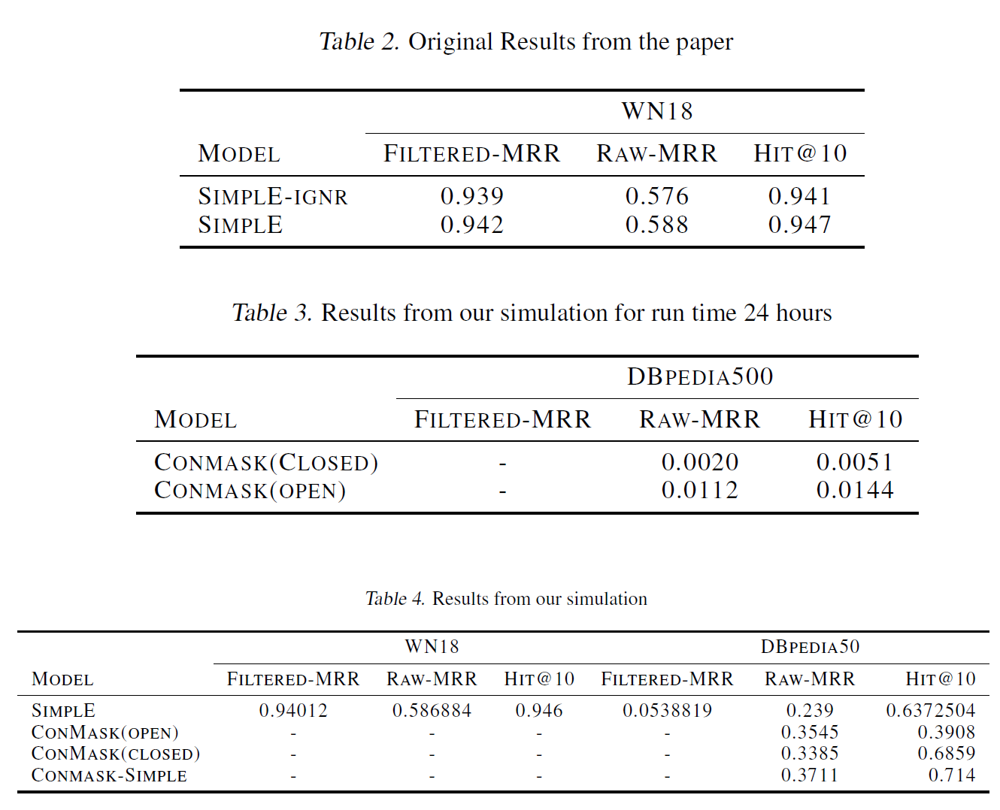 Table 2. Original Results from the paper
WN18
MODEL FILTERED-MRR RAW-MRR HIT@10
SIMPLE-IGNR 0.939 0.576 0.941
SIMPLE 0.942 0.588 0.947
Table 3. Results from our simulation for run time 24 hours
DBPEDIA500
MODEL FILTERED-MRR RAW-MRR HIT@10
CONMASK(CLOSED) - 0.0020 0.0051
CONMASK(OPEN) - 0.0112 0.0144
Table 4. Results from our simulation
WN18 DBPEDIA50
MODEL FILTERED-MRR RAW-MRR HIT@10 FILTERED-MRR RAW-MRR HIT@10
SIMPLE 0.94012 0.586884 0.946 0.0538819 0.239 0.6372504
CONMASK(OPEN) - - - - 0.3545 0.3908
CONMASK(CLOSED) - - - - 0.3385 0.6859
CONMASK-SIMPLE - - - - 0.3711 0.714